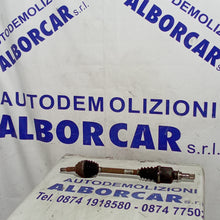 AUTODEMOLIZIONI
ALBORCAR s.r.l.
AUTODEMOLIZIONI
ALBORCAR s.r.l.
Tel. 0874 1918580 - 0874 7750